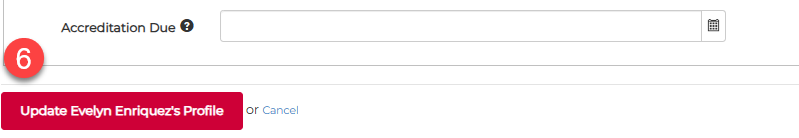 Accreditation Due ?
6
Update Evelyn Enriquez's Profile or Cancel